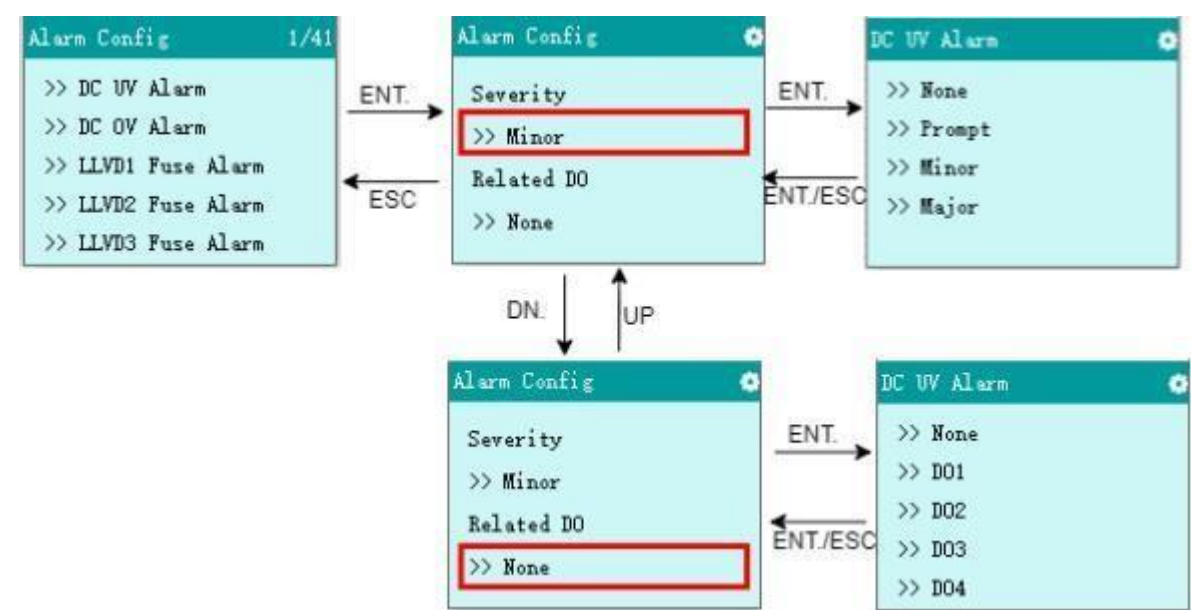 Alarm Config 1/41
>> DC UV Alarm
>> DC OV Alarm
>> LLVD1 Fuse Alarm
>> LLVD2 Fuse Alarm
>> LLVD3 Fuse Alarm
ENT.
ESC
Alarm Config
Severity
>> Minor
Related DO
>> None
ENT.
ENT./ESC
DC UV Alarm
>> None
>> Prompt
>> Minor
>> Major
DN.
UP
Alarm Config
Severity
>> Minor
Related DO
>> None
ENT.
ENT./ESC
DC UV Alarm
>> None
>> DO1
>> DO2
>> DO3
>> DO4